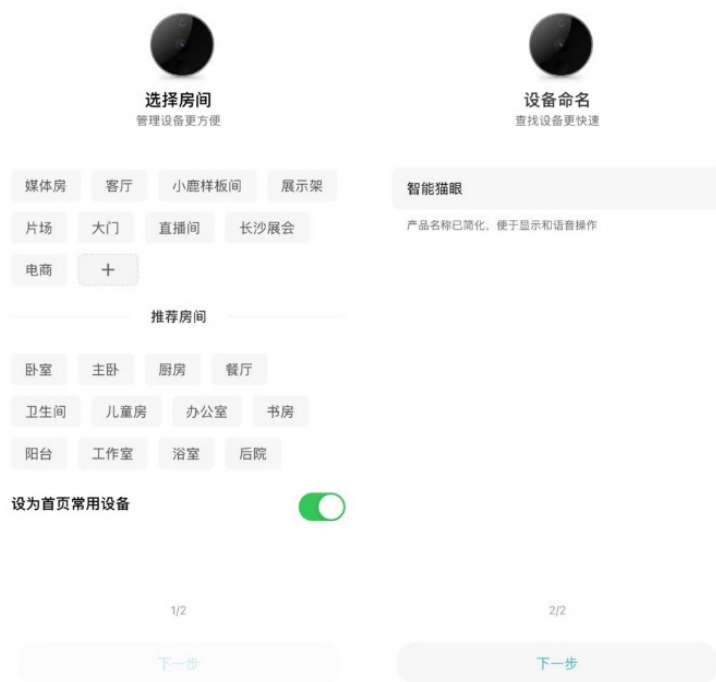 选择房间
管理设备更方便
媒体房 客厅 小鹿样板间 展示架
片场 大门 直播间 长沙展会
电商 +
推荐房间
卧室 主卧 厨房 餐厅
卫生间 儿童房 办公室 书房
阳台 工作室 浴室 后院
设为首页常用设备
1/2
下一步
设备命名
查找设备更快速
智能猫眼
产品名称已简化，便于显示和语音操作
2/2
下一步